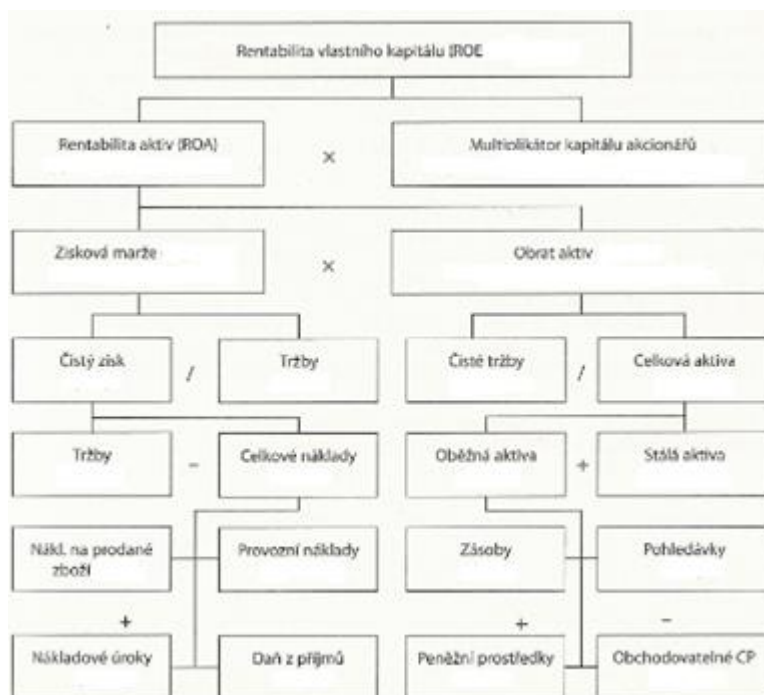 Rentabilita vlastního kapitálu (ROE
Rentabilita aktiv (ROA)
×
Multiplikátor kapitálu akcionářů
Zisková marže
×
Obrat aktiv
Čistý zisk
/
Tržby
Čisté tržby
/
Celková aktiva
Tržby
-
Celkové náklady
Oběžná aktiva
+
Stálá aktiva
Nákl. na prodané
zboží
Provozní náklady
Zásoby
Pohledávky
+
+
-
Nákladové úroky
Daň z příjmů
Peněžní prostředky
Obchodovatelné CP